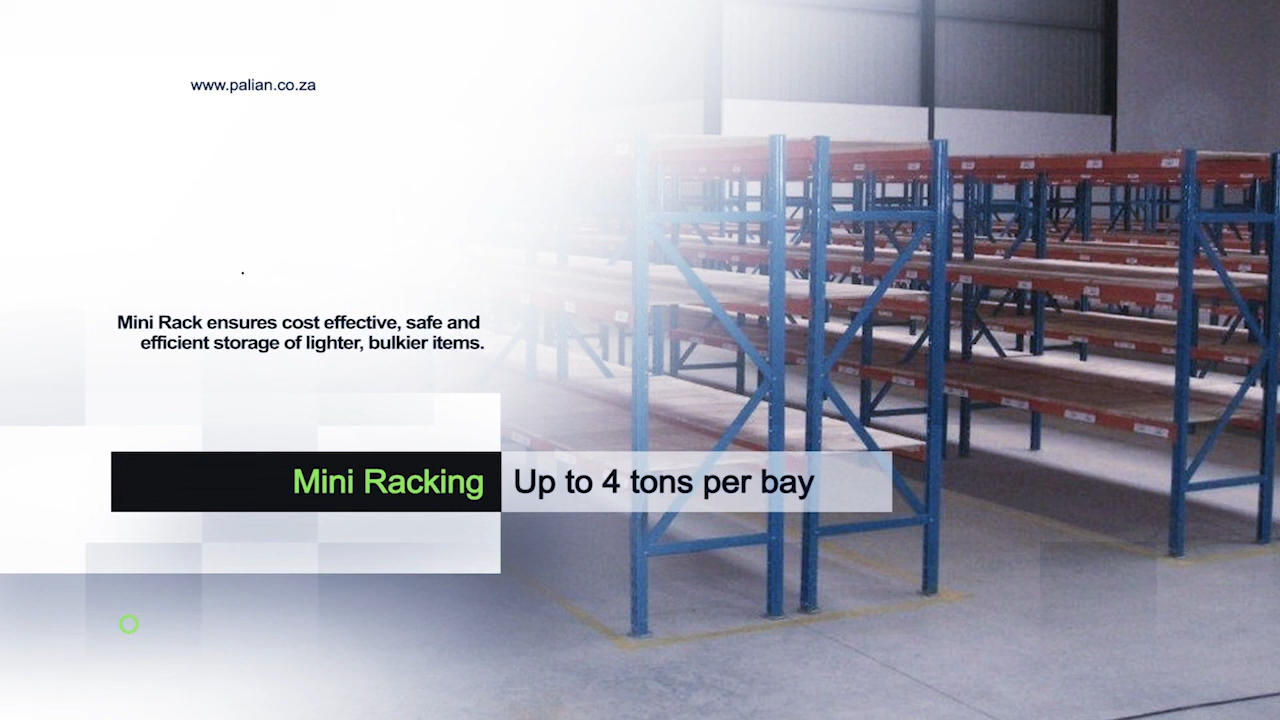 www.palian.co.za
Mini Rack ensures cost effective, safe and
efficient storage of lighter, bulkier items.
Mini Racking
Up to 4 tons per bay